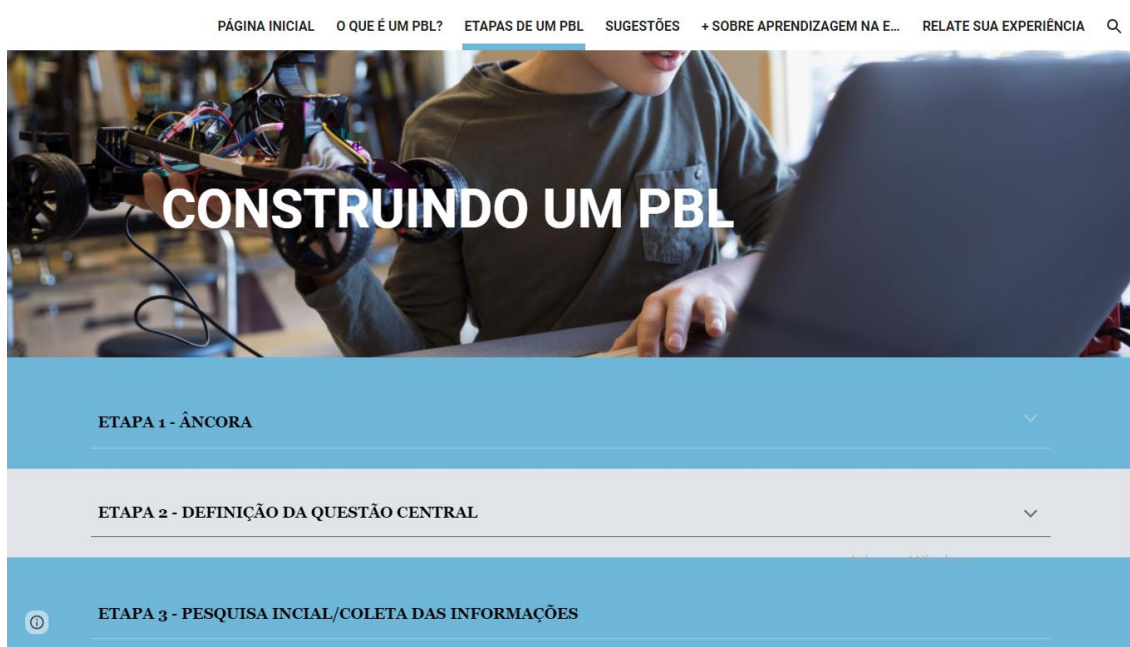 PÁGINA INICIAL O QUE É UM PBL? ETAPAS DE UM PBL SUGESTÕES + SOBRE APRENDIZAGEM NA E... RELATE SUA EXPERIÊNCIA
CONSTRUINDO UM PBL
ETAPA 1 - ÂNCORA
ETAPA 2 - DEFINIÇÃO DA QUESTÃO CENTRAL
ETAPA 3 - PESQUISA INCIAL/COLETA DAS INFORMAÇÕES